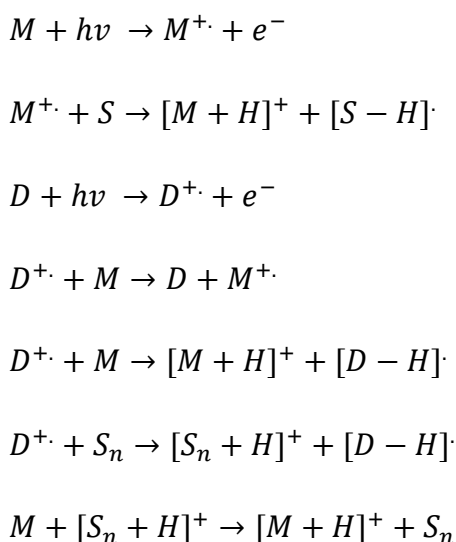 M + hv → M⁺· + e⁻
M⁺· + S → [M + H]⁺ + [S − H]·
D + hv → D⁺· + e⁻
D⁺· + M → D + M⁺·
D⁺· + M → [M + H]⁺ + [D − H]·
D⁺· + Sₙ → [Sₙ + H]⁺ + [D − H]·
M + [Sₙ + H]⁺ → [M + H]⁺ + Sₙ